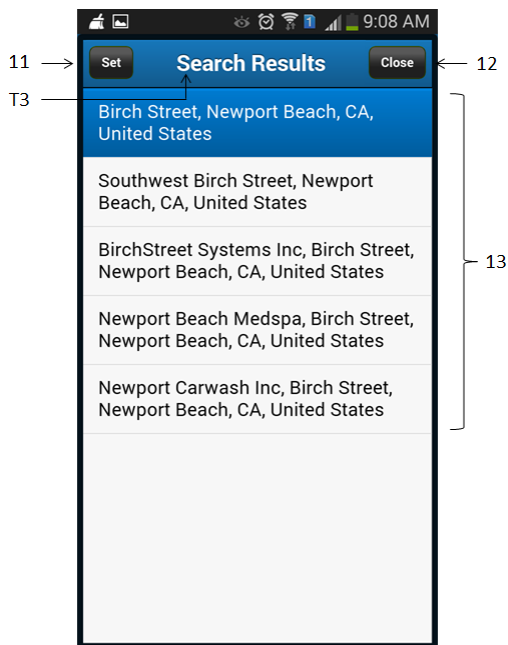 9:08 AM
11
Set
Search Results
Close
12
T3
Birch Street, Newport Beach, CA,
United States
Southwest Birch Street, Newport
Beach, CA, United States
BirchStreet Systems Inc, Birch Street,
Newport Beach, CA, United States
13
Newport Beach Medspa, Birch Street,
Newport Beach, CA, United States
Newport Carwash Inc, Birch Street,
Newport Beach, CA, United States